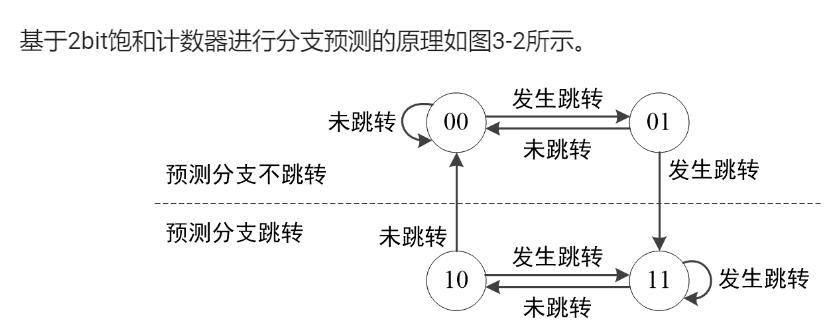 基于2bit饱和计数器进行分支预测的原理如图3-2所示。
发生跳转
未跳转
00
01
未跳转
发生跳转
预测分支不跳转
预测分支跳转
未跳转
发生跳转
10
11
发生跳转
未跳转